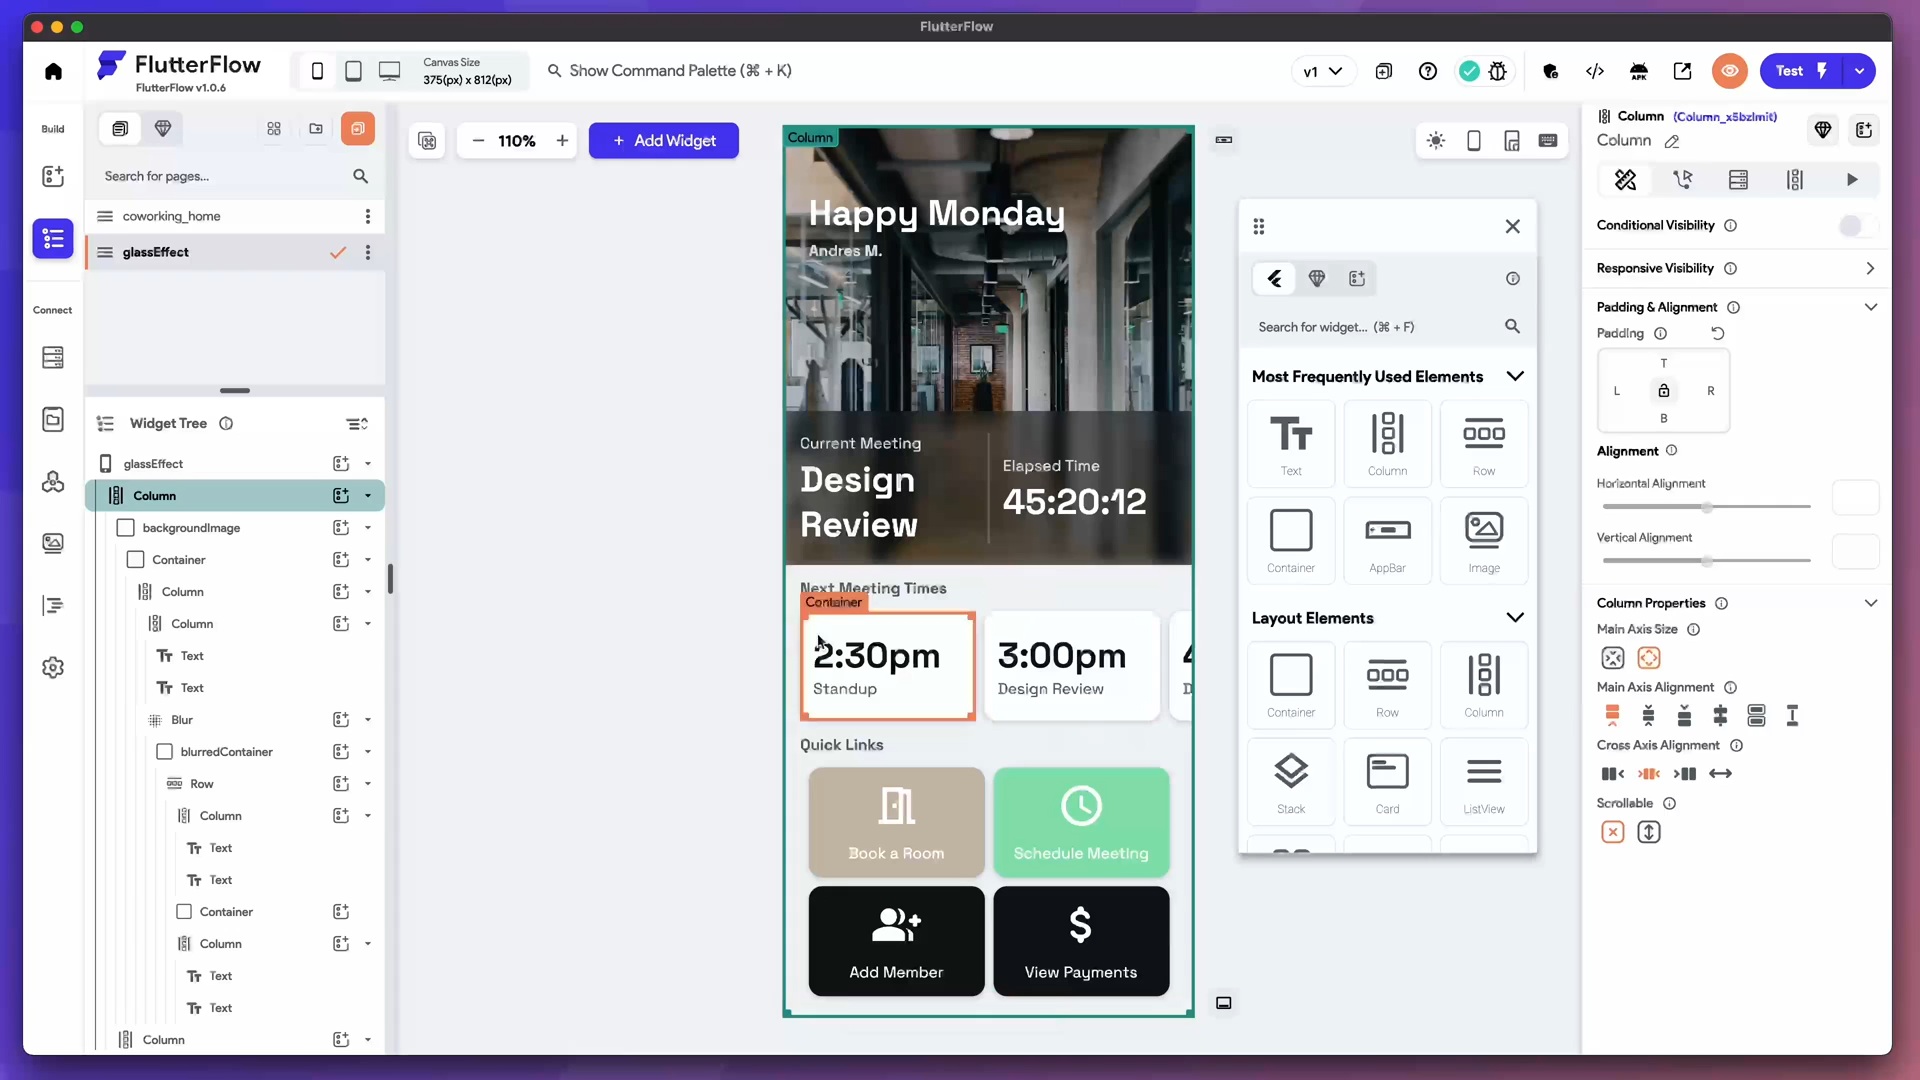 FlutterFlow
FlutterFlow
FlutterFlow v1.0.6
Canvas Size
375(px) x 812(px)
Show Command Palette (⌘ + K)
v1
APK
Test
Build
Search for pages...
coworking_home
glassEffect
Connect
Widget Tree
glassEffect
Column
backgroundImage
Container
Column
Column
Text
Text
Blur
blurredContainer
Row
Column
Text
Text
Container
Column
Text
Text
Column
110%
+ Add Widget
Column
Happy Monday
Andres M.
Current Meeting
Design
Review
Elapsed Time
45:20:12
Next Meeting Times
Container
2:30pm
Standup
3:00pm
Design Review
4
D
Quick Links
Book a Room
Schedule Meeting
Add Member
View Payments
Search for widget... (⌘ + F)
Most Frequently Used Elements
Text
Column
Row
Container
AppBar
Image
Layout Elements
Container
Row
Column
Stack
Card
ListView
Column (Column_x5bzlmit)
Column
Conditional Visibility
Responsive Visibility
Padding & Alignment
Padding
T
L
R
B
Alignment
Horizontal Alignment
Vertical Alignment
Column Properties
Main Axis Size
Main Axis Alignment
Cross Axis Alignment
Scrollable